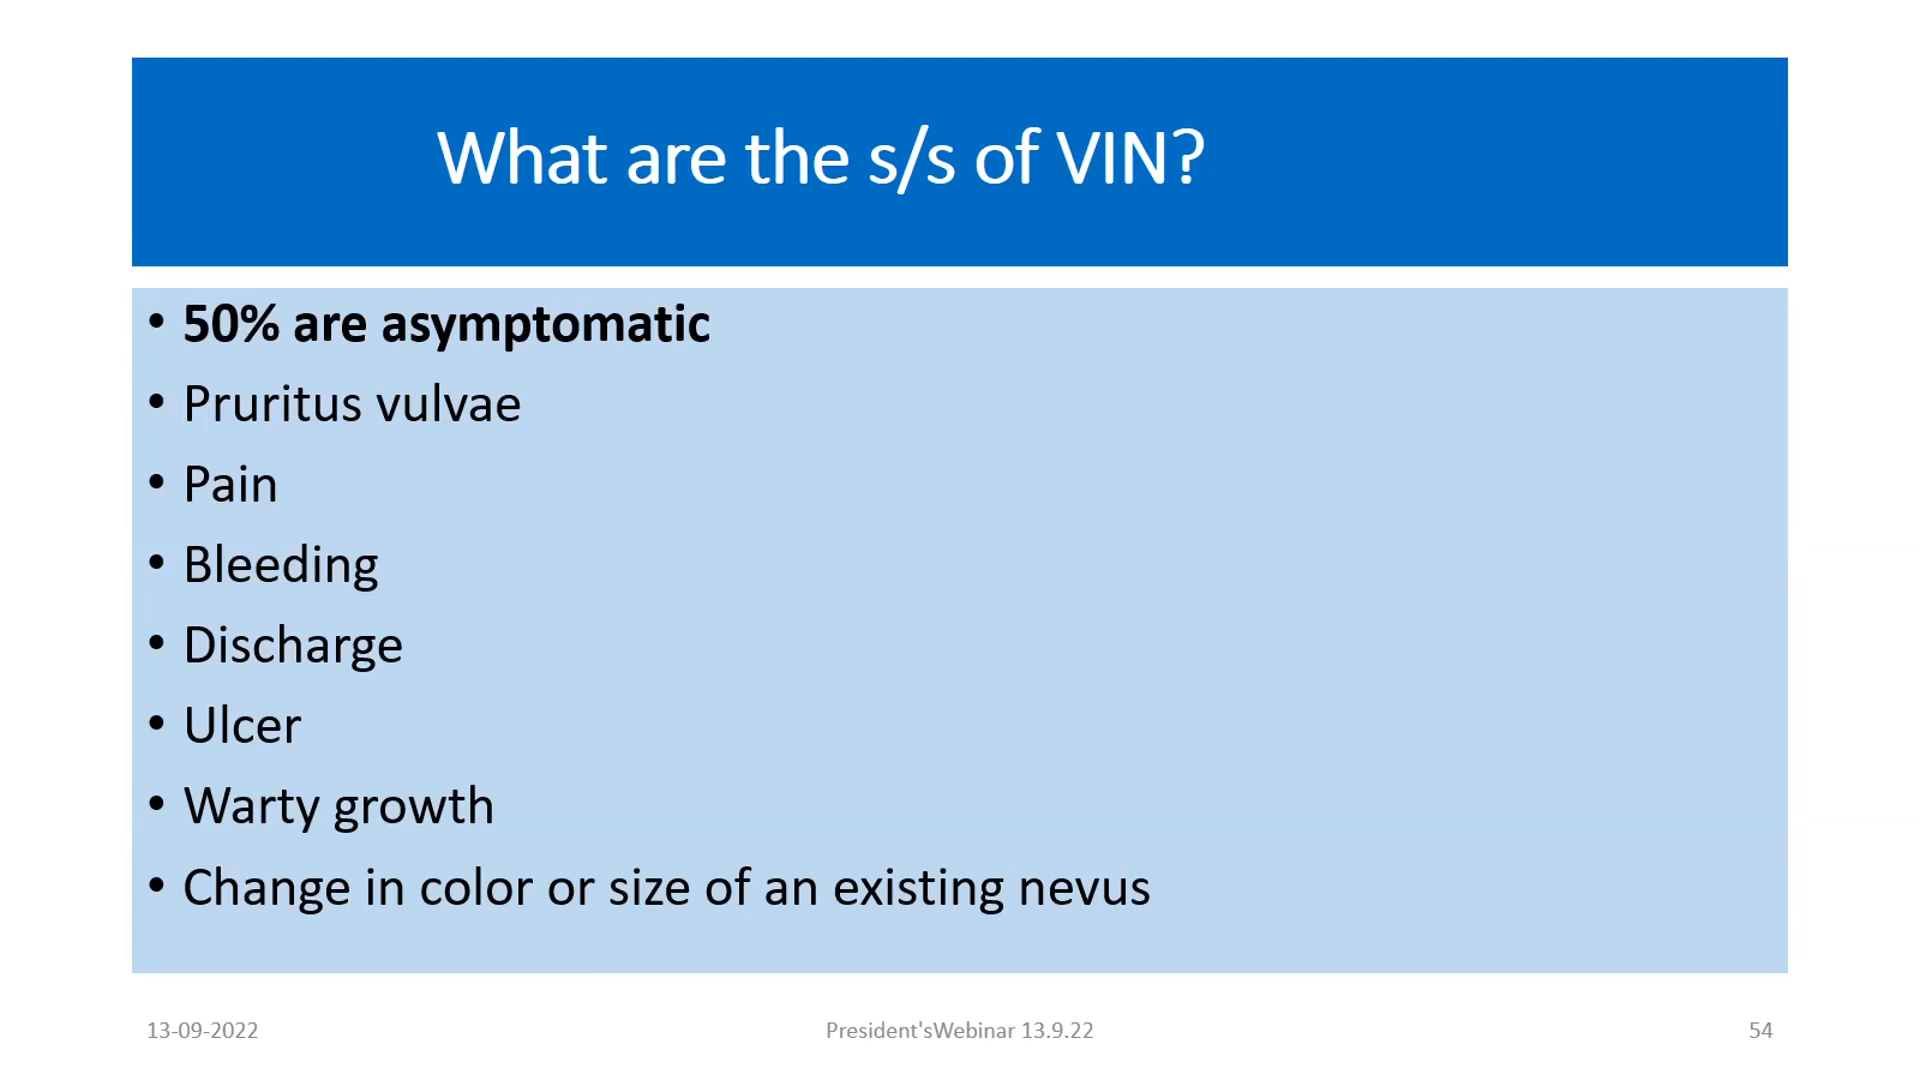 What are the s/s of VIN?
• 50% are asymptomatic
• Pruritus vulvae
• Pain
• Bleeding
• Discharge
• Ulcer
• Warty growth
• Change in color or size of an existing nevus
13-09-2022
President'sWebinar 13.9.22
54